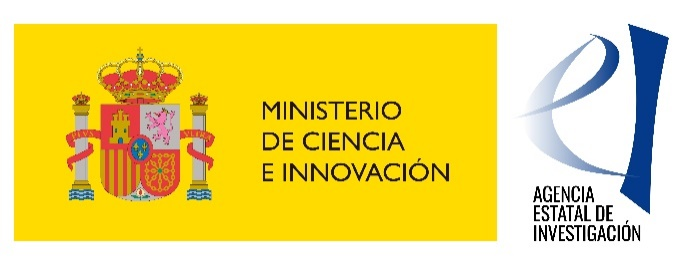 MINISTERIO
DE CIENCIA
E INNOVACIÓN
AGENCIA
ESTATAL DE
INVESTIGACIÓN